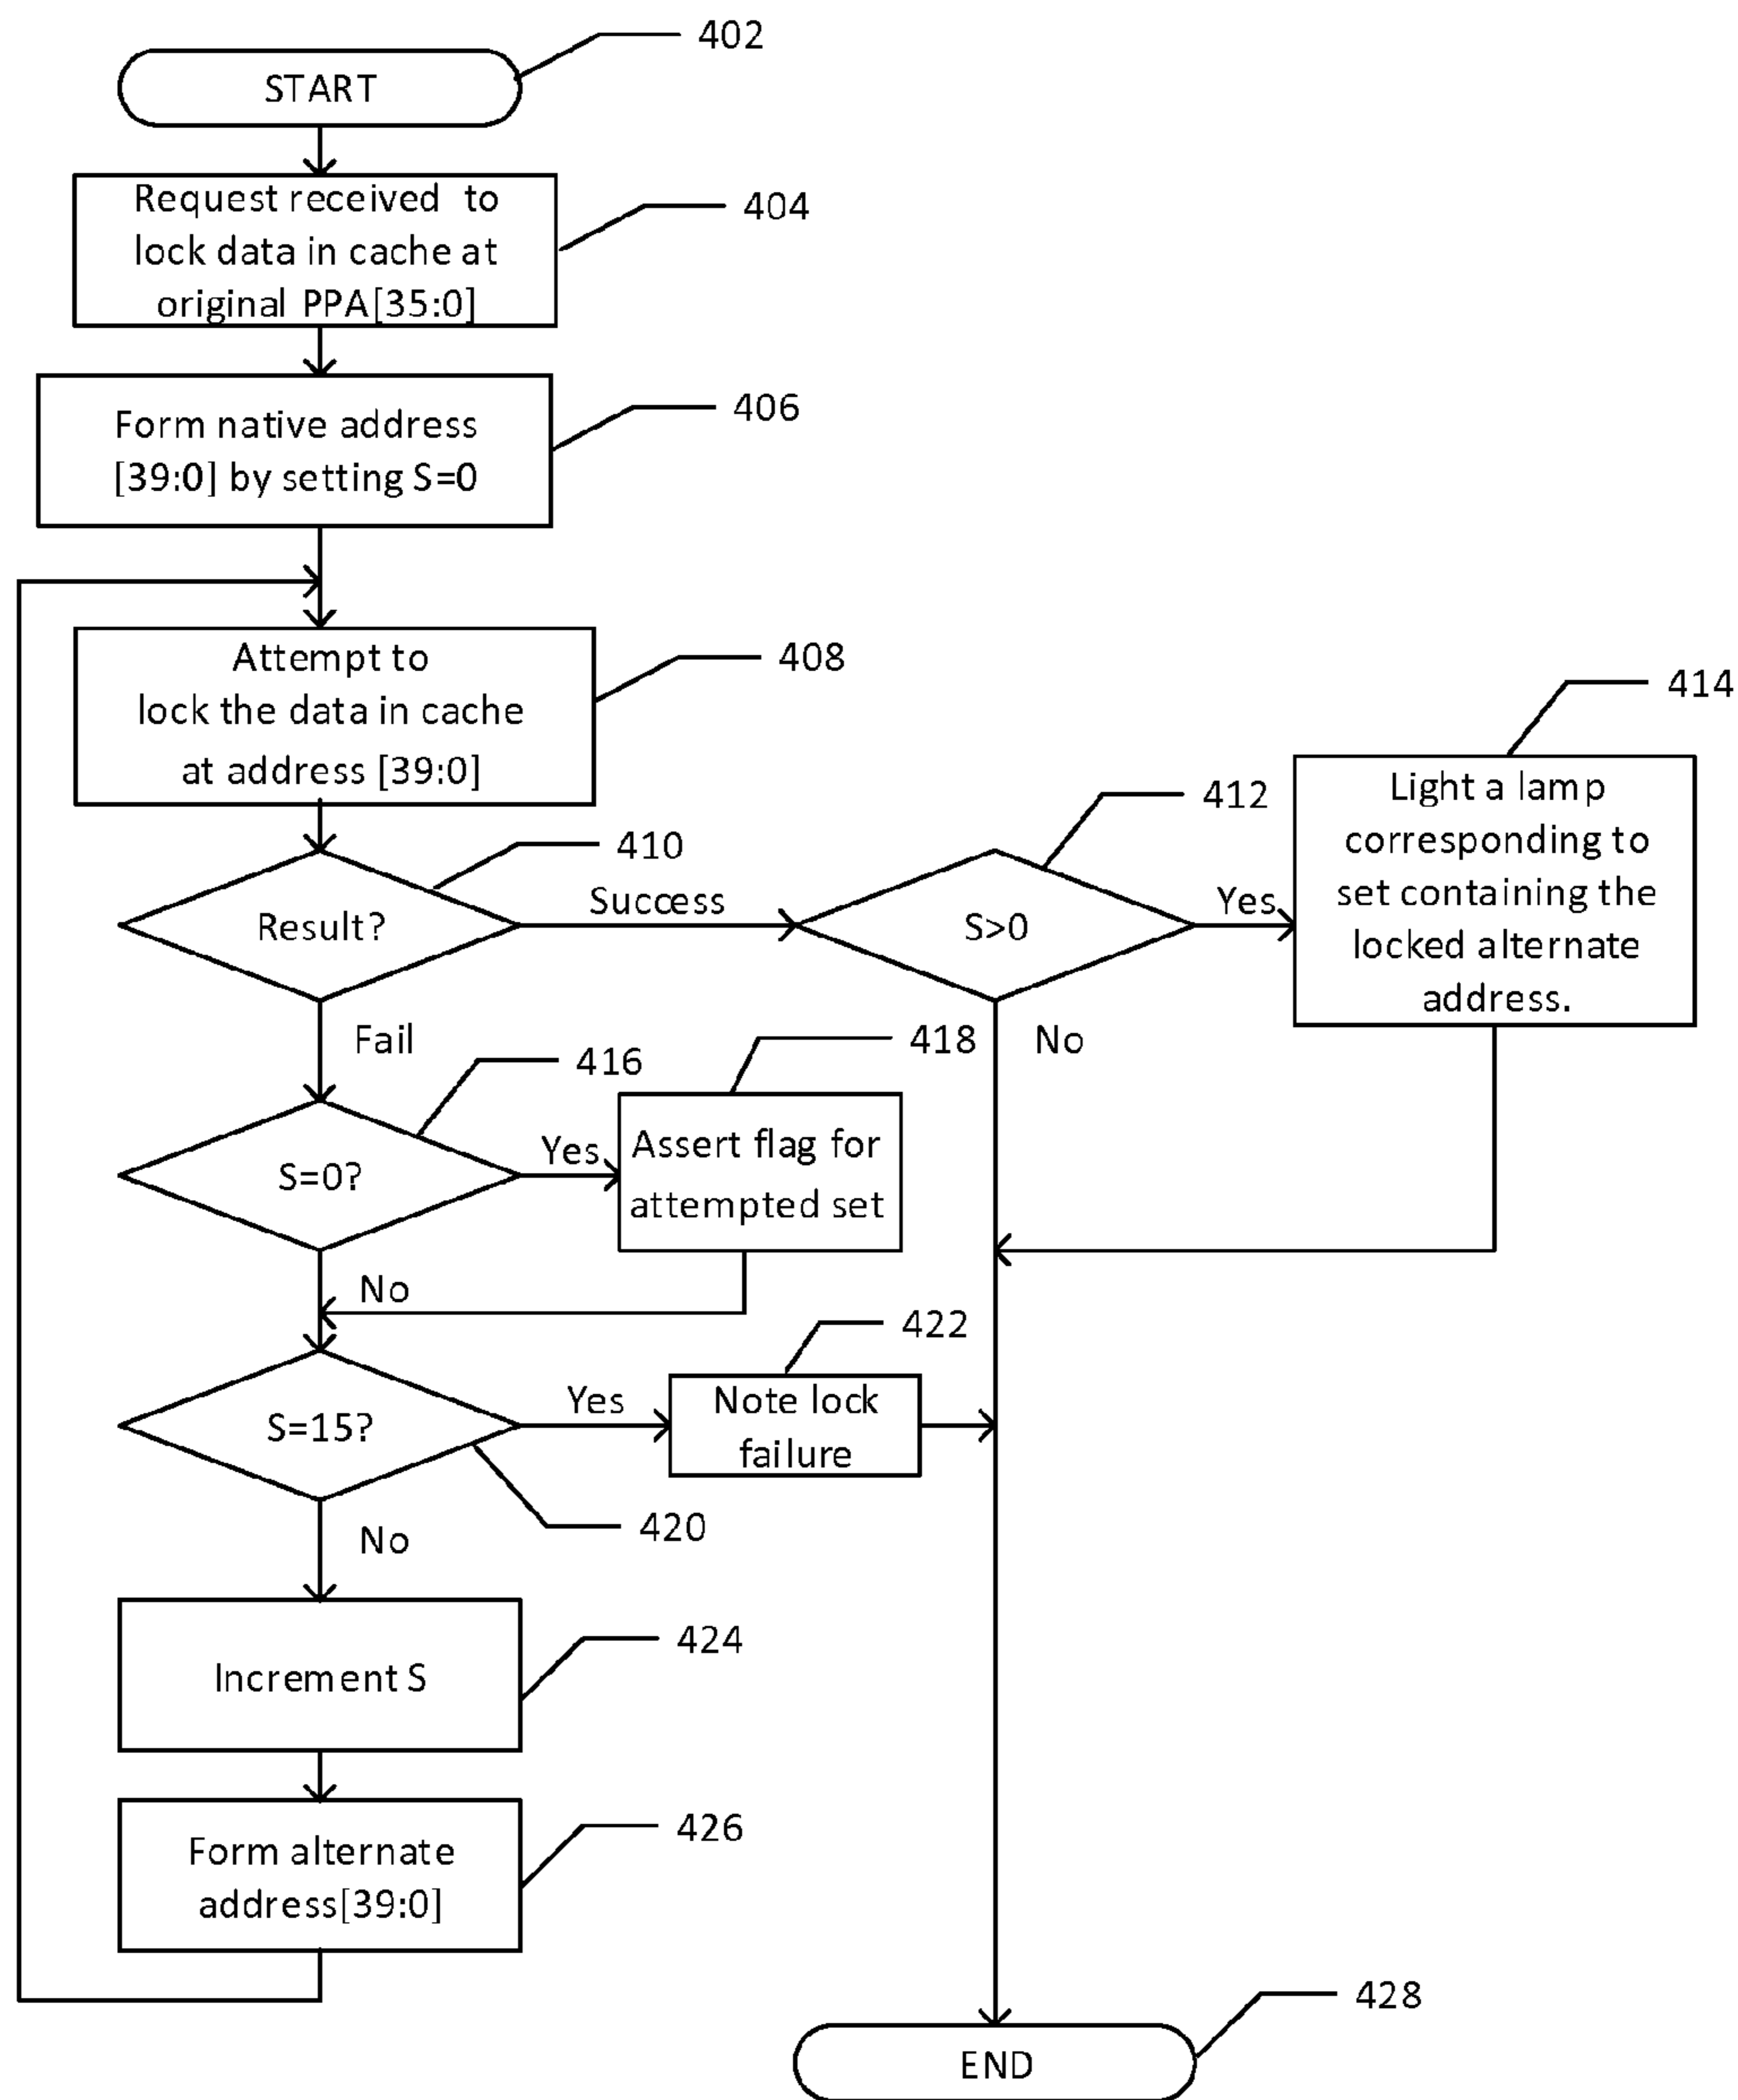 402
START
Request received to
lock data in cache at
original PPA[35:0]
404
Form native address
[39:0] by setting S=0
406
Attempt to
lock the data in cache
at address [39:0]
408
414
Light a lamp
corresponding to
set containing the
locked alternate
address.
412
S>0
Yes
No
410
Result?
Success
Fail
416
S=0?
Yes
No
418
Assert flag for
attempted set
422
Note lock
failure
S=15?
Yes
420
No
Increment S
424
Form alternate
address[39:0]
426
428
END